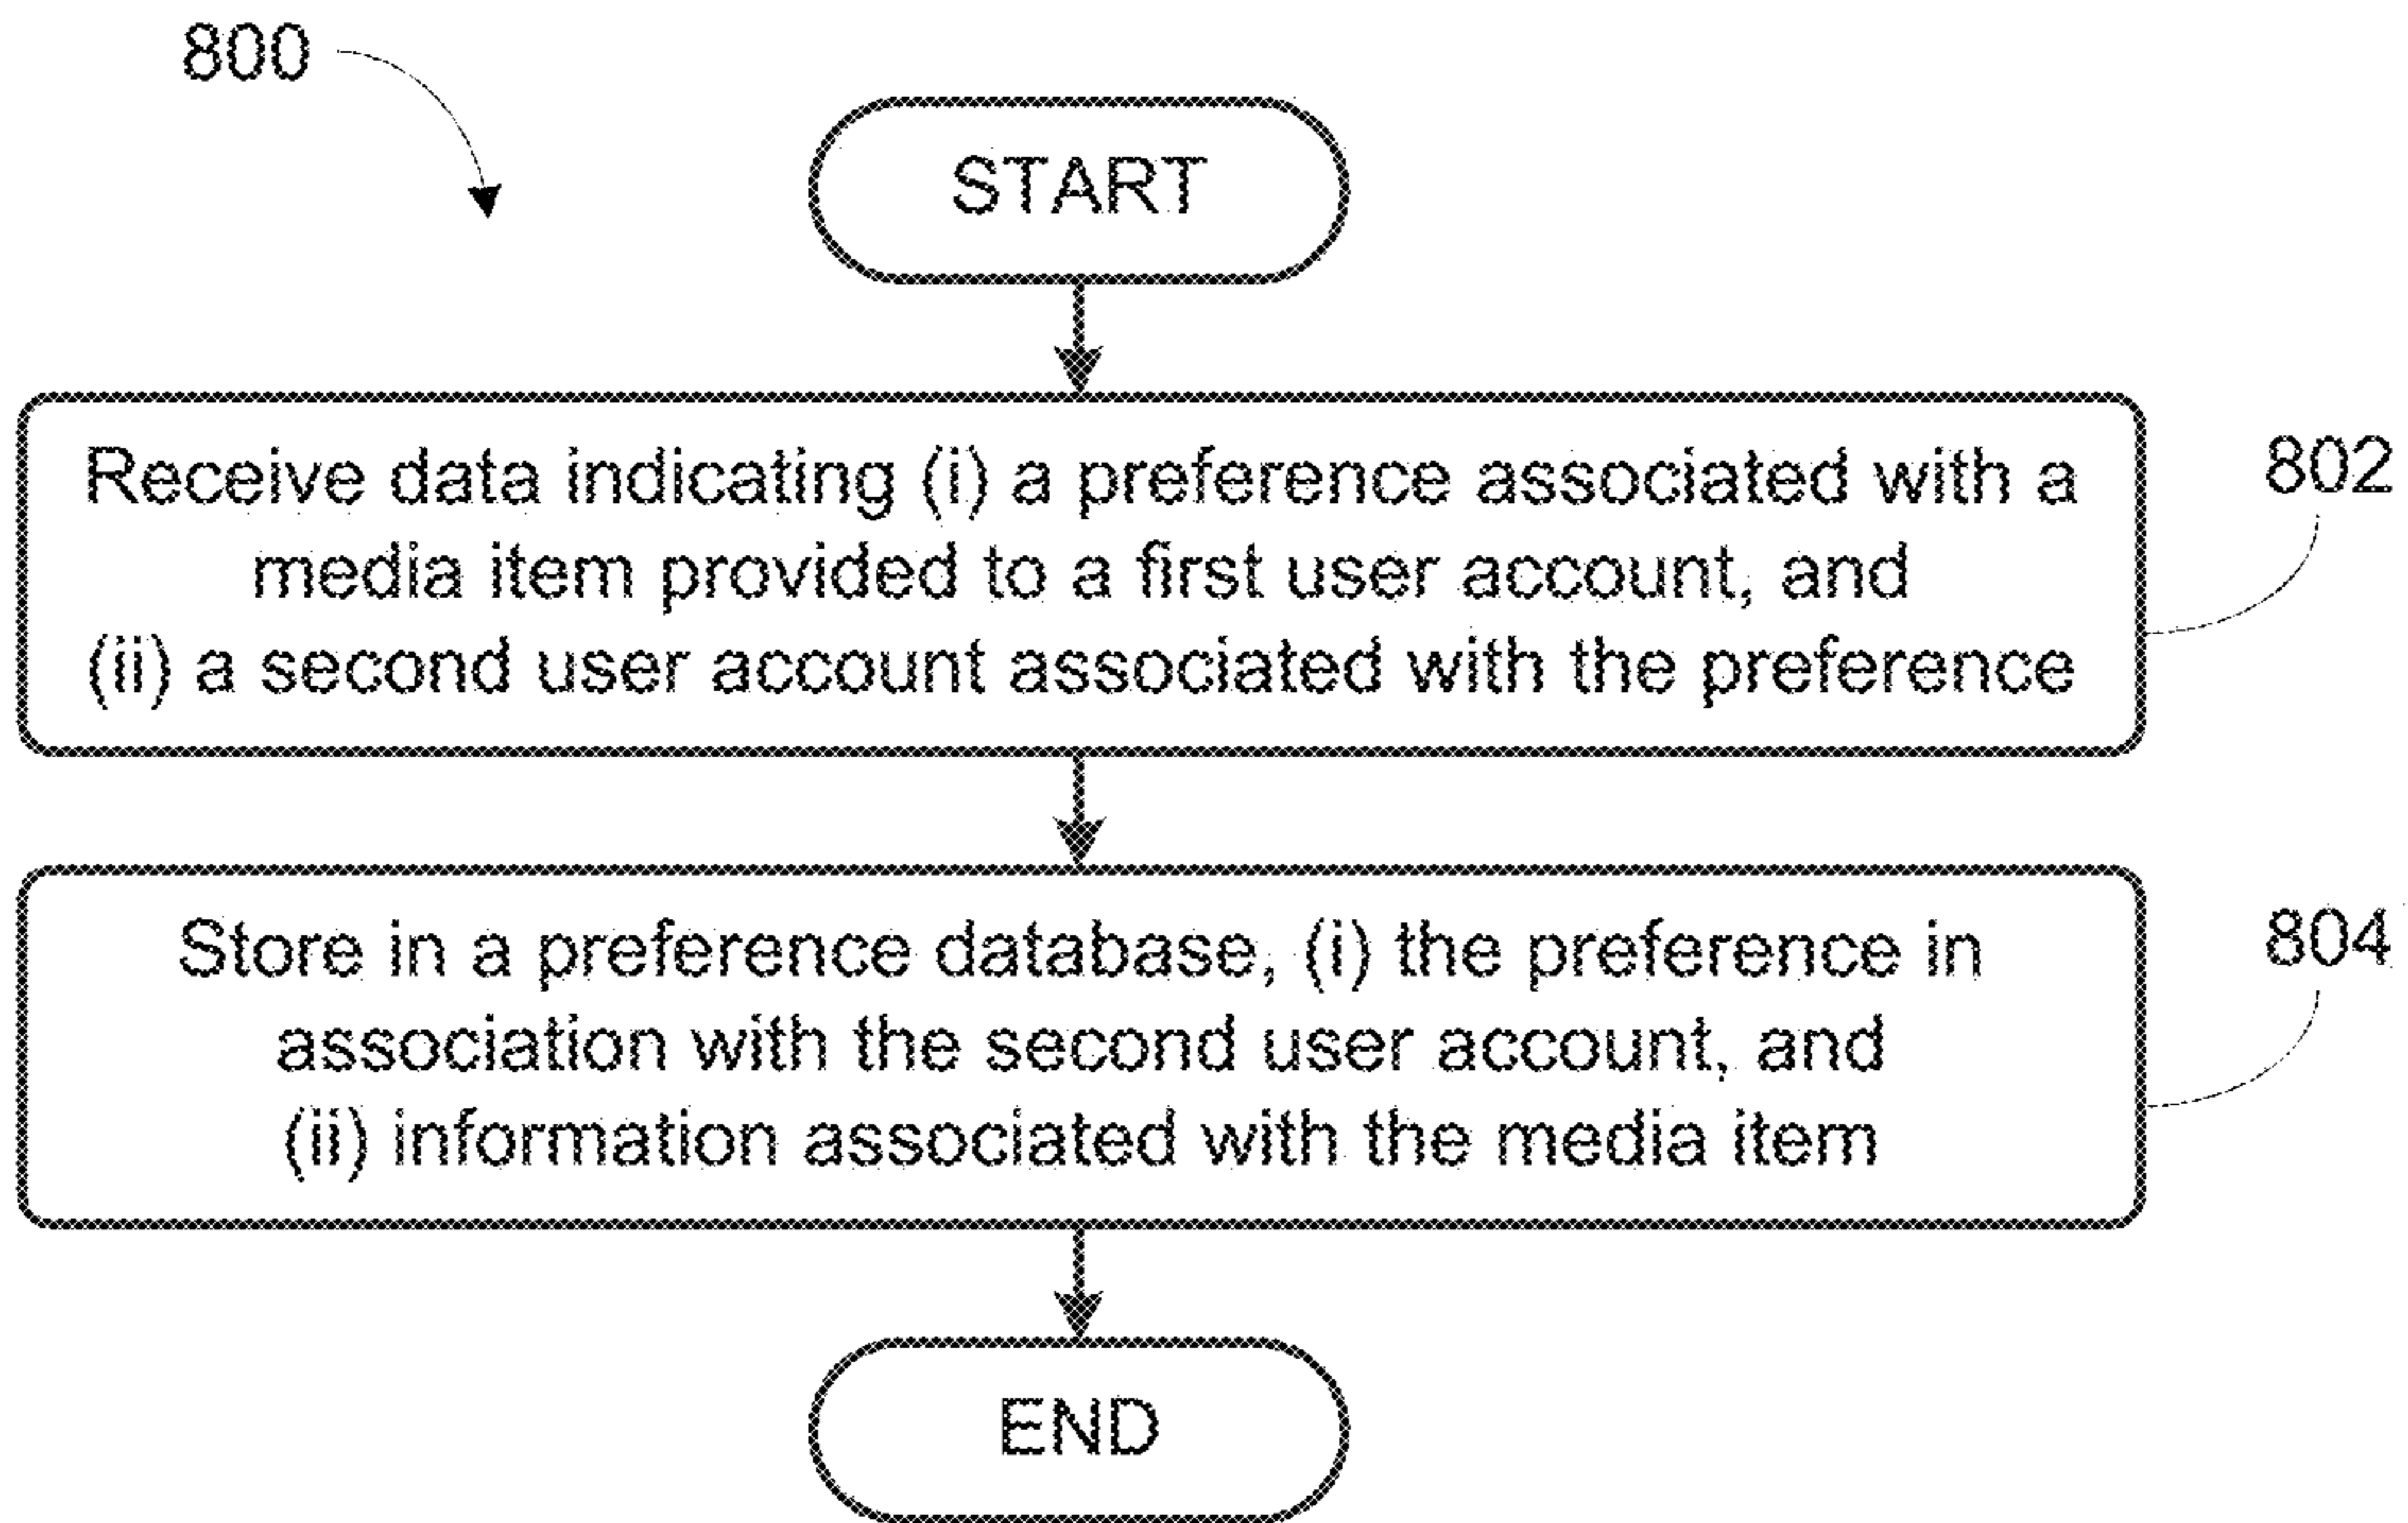 800
START
Receive data indicating (i) a preference associated with a
media item provided to a first user account, and
(ii) a second user account associated with the preference
802
Store in a preference database, (i) the preference in
association with the second user account, and
(ii) information associated with the media item
804
END